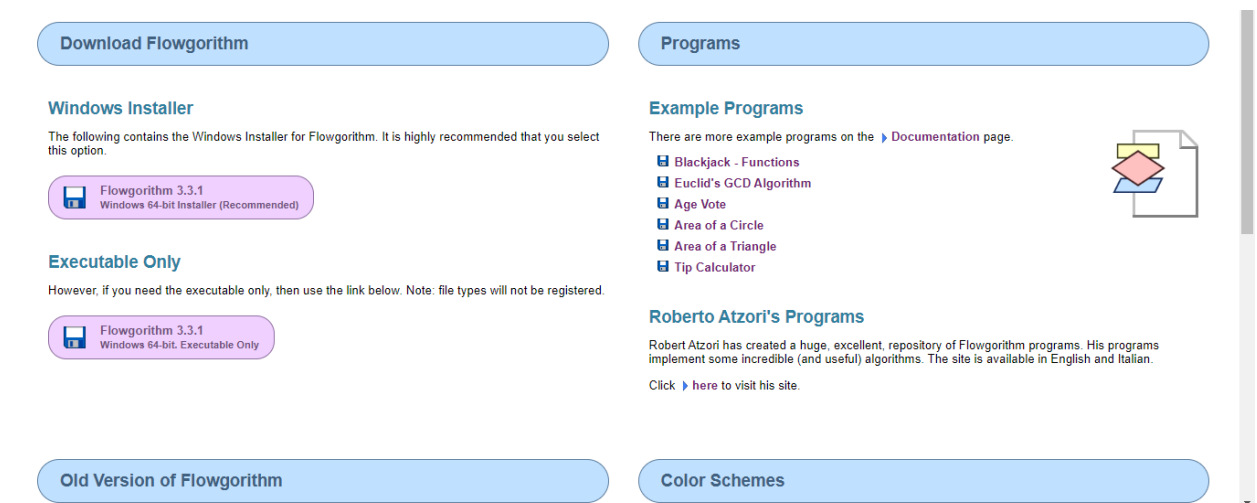 Download Flowgorithm
Windows Installer
The following contains the Windows Installer for Flowgorithm. It is highly recommended that you select
this option.
Flowgorithm 3.3.1
Windows 64-bit Installer (Recommended)
Executable Only
However, if you need the executable only, then use the link below. Note: file types will not be registered.
Flowgorithm 3.3.1
Windows 64-bit. Executable Only
Old Version of Flowgorithm
Programs
Example Programs
There are more example programs on the Documentation page.
Blackjack - Functions
Euclid's GCD Algorithm
Age Vote
Area of a Circle
Area of a Triangle
Tip Calculator
Roberto Atzori's Programs
Robert Atzori has created a huge, excellent, repository of Flowgorithm programs. His programs
implement some incredible (and useful) algorithms. The site is available in English and Italian.
Click here to visit his site.
Color Schemes